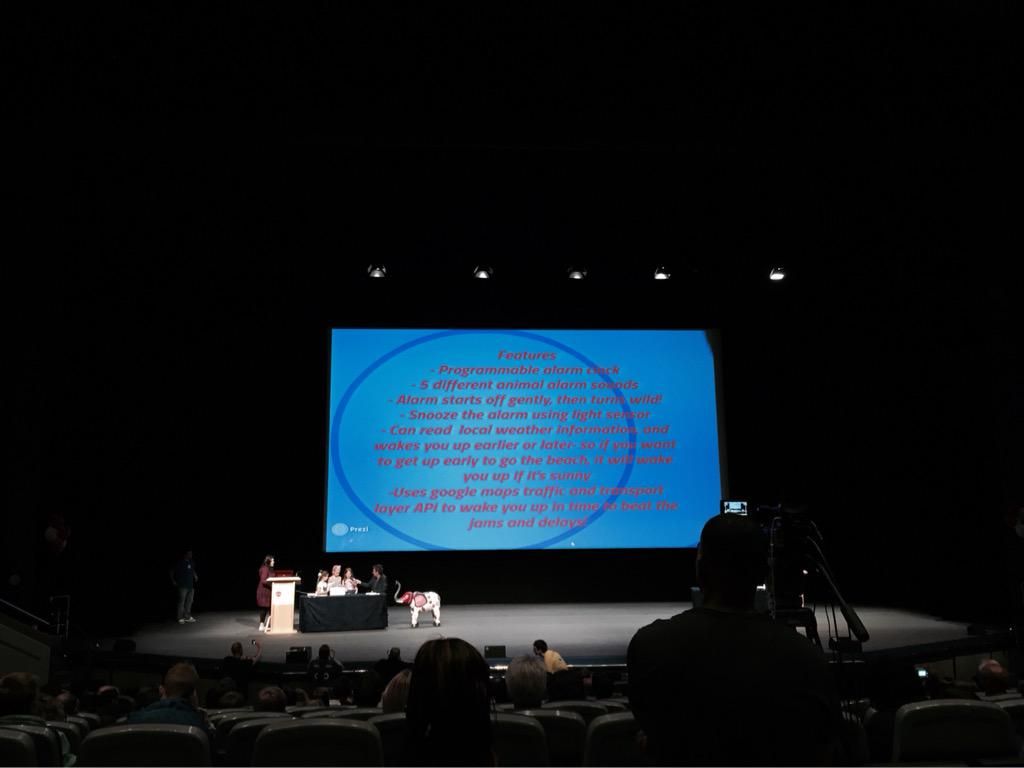 Features
- Programmable alarm clock
- 5 different animal alarm sounds
- Alarm starts off gently, then turns wild!
- Snooze the alarm using light sensor
- Can read local weather information, and
wakes you up earlier or later- so if you want
to get up early to go the beach, it will wake
you up if it's sunny
-Uses google maps traffic and transport
layer API to wake you up in time to beat the
jams and delays!
Prezi